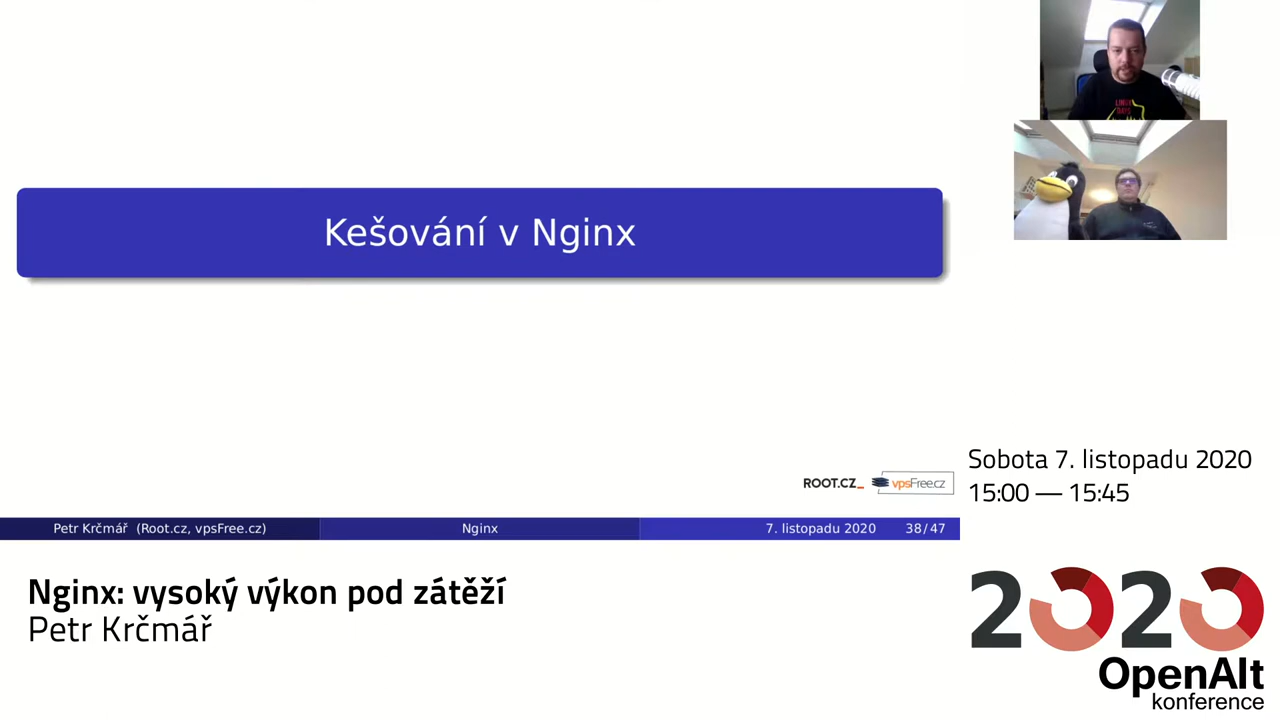 Kešování v Nginx
ROOT.CZ_
vpsFree.cz
Petr Krčmář (Root.cz, vpsFree.cz)
Nginx
7. listopadu 2020
38/47
Sobota 7. listopadu 2020
15:00 — 15:45
Nginx: vysoký výkon pod zátěží
Petr Krčmář
2020
OpenAlt
konference